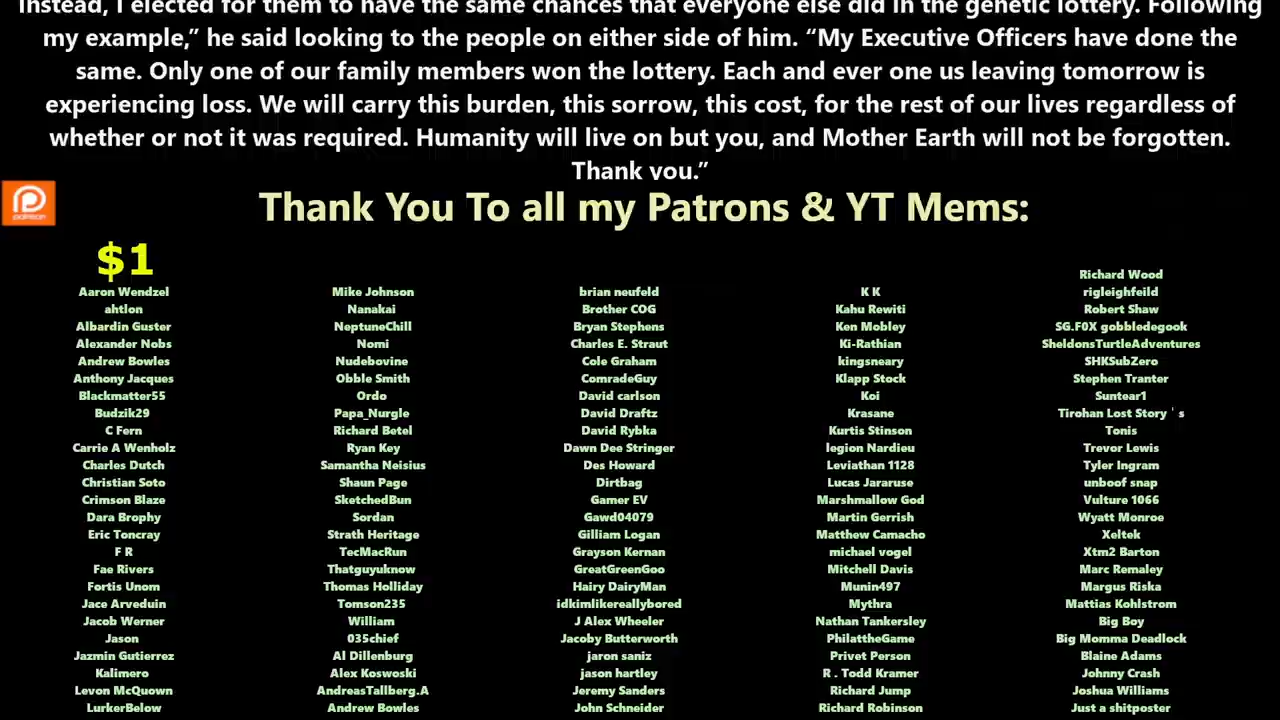 Instead, I elected for them to have the same chances that everyone else did in the genetic lottery. Following
my example,” he said looking to the people on either side of him. “My Executive Officers have done the
same. Only one of our family members won the lottery. Each and ever one us leaving tomorrow is
experiencing loss. We will carry this burden, this sorrow, this cost, for the rest of our lives regardless of
whether or not it was required. Humanity will live on but you, and Mother Earth will not be forgotten.
Thank you.”
patreon
Thank You To all my Patrons & YT Mems:
$1
Aaron Wendzel
ahtlon
Albardin Guster
Alexander Nobs
Andrew Bowles
Anthony Jacques
Blackmatter55
Budzik29
C Fern
Carrie A Wenholz
Charles Dutch
Christian Soto
Crimson Blaze
Dara Brophy
Eric Toncray
F R
Fae Rivers
Fortis Unom
Jace Arveduin
Jacob Werner
Jason
Jazmin Gutierrez
Kalimero
Levon McQuown
LurkerBelow
Mike Johnson
Nanakai
NeptuneChill
Nomi
Nudebovine
Obble Smith
Ordo
Papa_Nurgle
Richard Betel
Ryan Key
Samantha Neisius
Shaun Page
SketchedBun
Sordan
Strath Heritage
TecMacRun
Thatguyuknow
Thomas Holliday
Tomson235
William
035chief
Al Dillenburg
Alex Koswoski
AndreasTallberg.A
Andrew Bowles
brian neufeld
Brother COG
Bryan Stephens
Charles E. Straut
Cole Graham
ComradeGuy
David carlson
David Draftz
David Rybka
Dawn Dee Stringer
Des Howard
Dirtbag
Gamer EV
Gawd04079
Gilliam Logan
Grayson Kernan
GreatGreenGoo
Hairy DairyMan
idkimlikereallybored
J Alex Wheeler
Jacoby Butterworth
jaron saniz
jason hartley
Jeremy Sanders
John Schneider
K K
Kahu Rewiti
Ken Mobley
Ki-Rathian
kingsneary
Klapp Stock
Koi
Krasane
Kurtis Stinson
legion Nardieu
Leviathan 1128
Lucas Jararuse
Marshmallow God
Martin Gerrish
Matthew Camacho
michael vogel
Mitchell Davis
Munin497
Mythra
Nathan Tankersley
PhilattheGame
Privet Person
R . Todd Kramer
Richard Jump
Richard Robinson
Richard Wood
rigleighfeild
Robert Shaw
SG.F0X gobbledegook
SheldonsTurtleAdventures
SHKSubZero
Stephen Tranter
Suntear1
Tirohan Lost Story ' s
Tonis
Trevor Lewis
Tyler Ingram
unboof snap
Vulture 1066
Wyatt Monroe
Xeltek
Xtm2 Barton
Marc Remaley
Margus Riska
Mattias Kohlstrom
Big Boy
Big Momma Deadlock
Blaine Adams
Johnny Crash
Joshua Williams
Just a shitposter